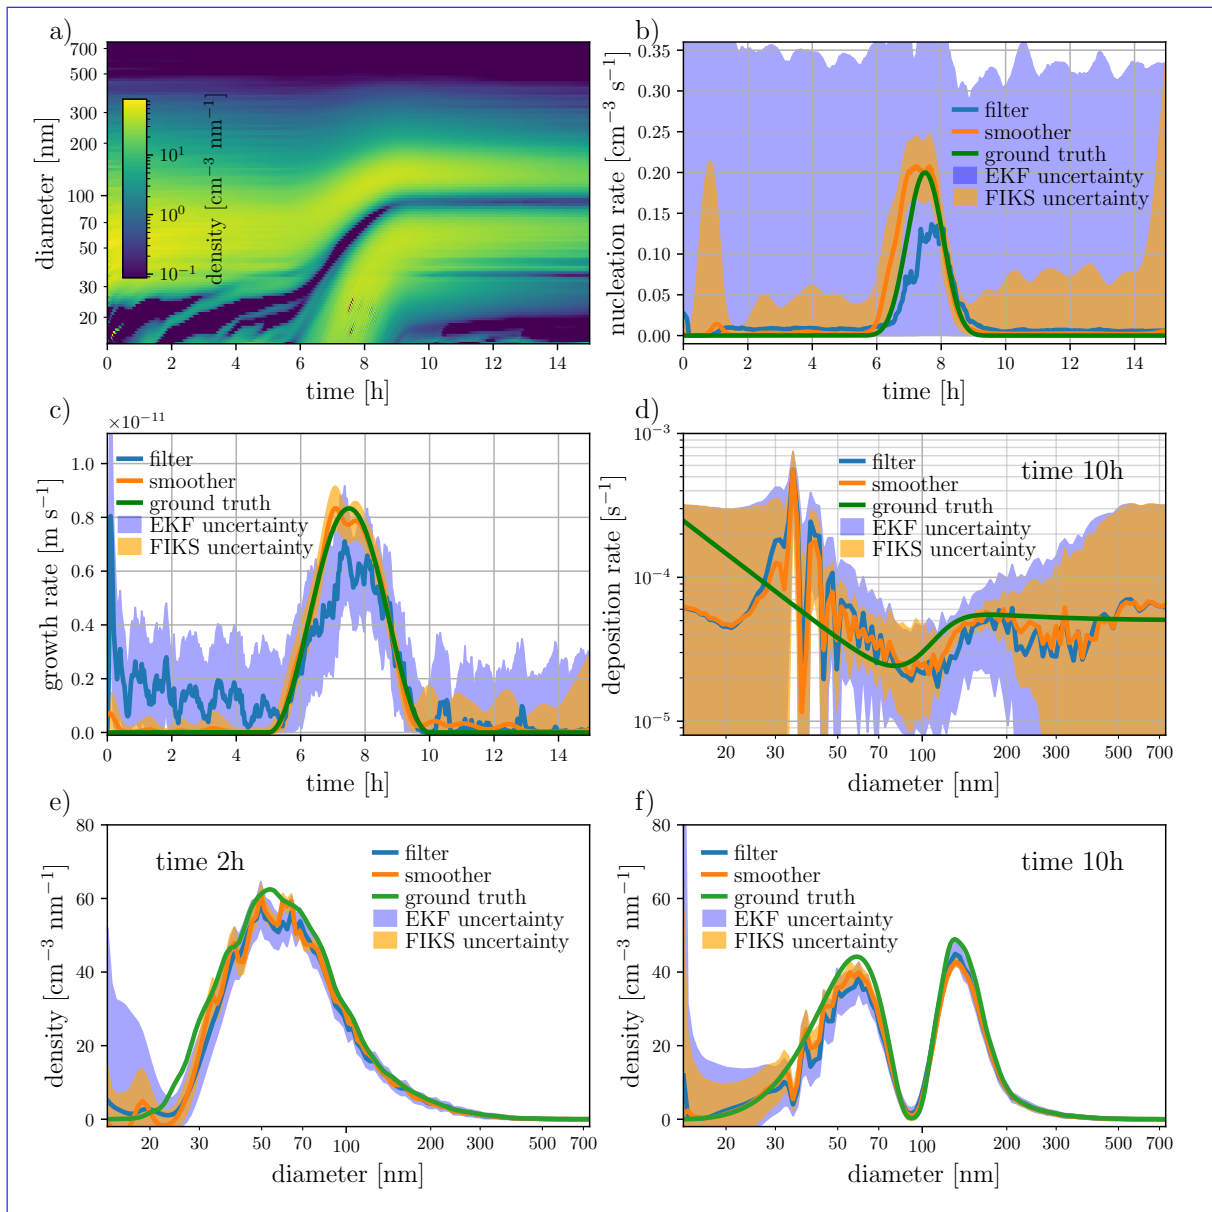 a)
700
500
300
200
100
70
50
30
20
diameter [nm]
10¹
10⁰
10⁻¹
density [cm⁻³ nm⁻¹]
0 2 4 6 8 10 12 14
time [h]
b)
0.35
0.30
0.25
0.20
0.15
0.10
0.05
0.00
nucleation rate [cm⁻³ s⁻¹]
filter
smoother
ground truth
EKF uncertainty
FIKS uncertainty
0 2 4 6 8 10 12 14
time [h]
c)
×10⁻¹¹
1.0
0.8
0.6
0.4
0.2
0.0
growth rate [m s⁻¹]
filter
smoother
ground truth
EKF uncertainty
FIKS uncertainty
0 2 4 6 8 10 12 14
time [h]
d)
10⁻³
10⁻⁴
10⁻⁵
deposition rate [s⁻¹]
filter
smoother
ground truth
EKF uncertainty
FIKS uncertainty
time 10h
20 30 50 70 100 200 300 500 700
diameter [nm]
e)
80
60
40
20
0
density [cm⁻³ nm⁻¹]
time 2h
filter
smoother
ground truth
EKF uncertainty
FIKS uncertainty
20 30 50 70 100 200 300 500 700
diameter [nm]
f)
80
60
40
20
0
density [cm⁻³ nm⁻¹]
filter
smoother
ground truth
EKF uncertainty
FIKS uncertainty
time 10h
20 30 50 70 100 200 300 500 700
diameter [nm]